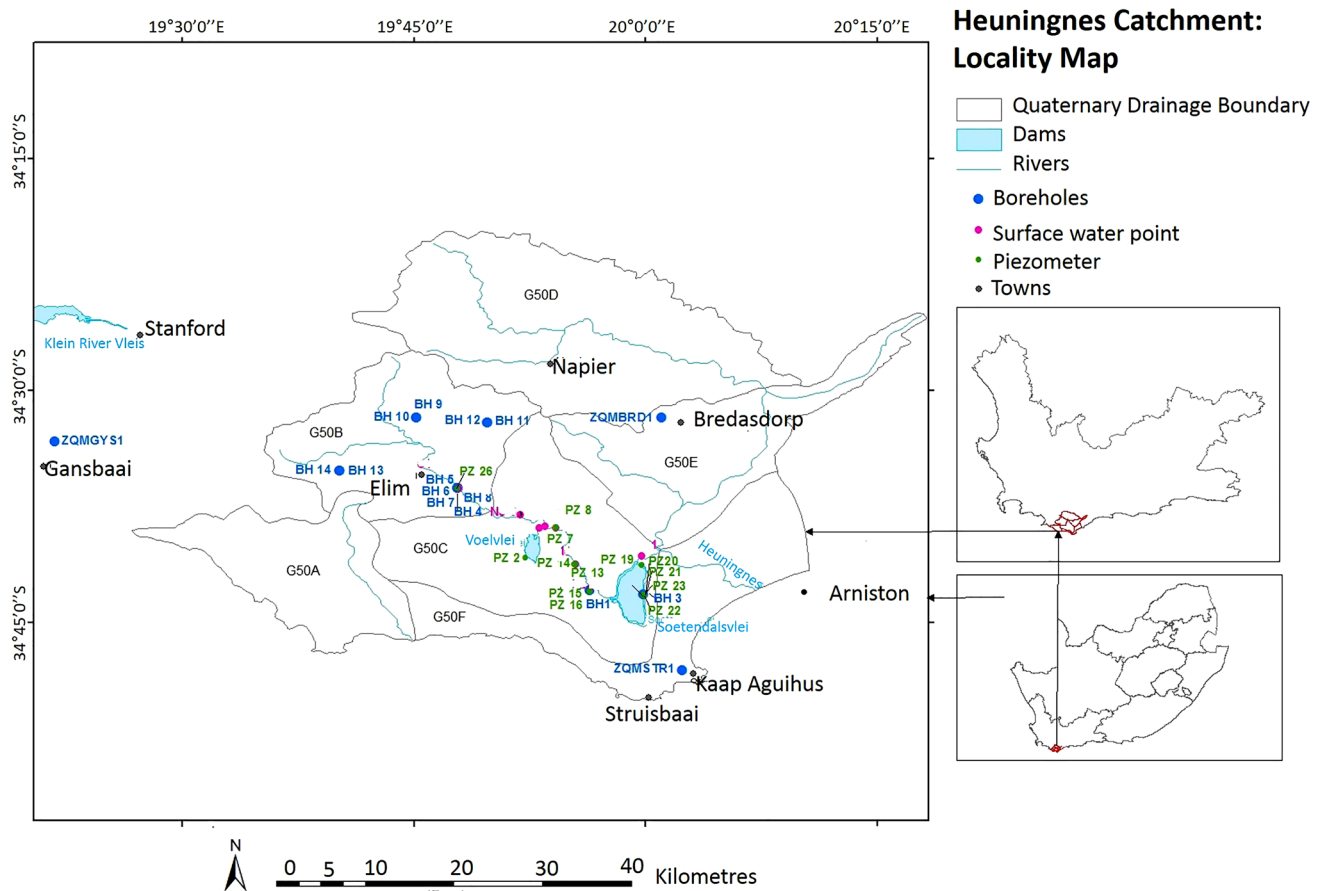 19°30’0’’E
19°45’0’’E
20°0’0’’E
20°15’0’’E
Heuningnes Catchment:
Locality Map
Quaternary Drainage Boundary
Dams
Rivers
Boreholes
Surface water point
Piezometer
Towns
34°15’0’’S
34°30’0’’S
34°45’0’’S
G50D
Stanford
Klein River Vleis
Napier
BH 9
BH 10
BH 12
BH 11
ZQMBRD1
Bredasdorp
G50B
ZQMGYS1
Gansbaai
BH 14
BH 13
G50E
Elim
BH 5
PZ 26
BH 6
BH 8
BH 7
BH 4
PZ 8
Voelvlei
PZ 7
G50C
PZ 2
PZ 14
PZ 13
PZ 19
PZ20
PZ 21
Heuningnes
G50A
PZ 15
PZ 16
BH1
PZ 23
BH 3
PZ 22
Arniston
G50F
Soetendalsvlei
ZQMSTR1
Kaap Aguihus
Struisbaai
N
0 5 10 20 30 40
Kilometres